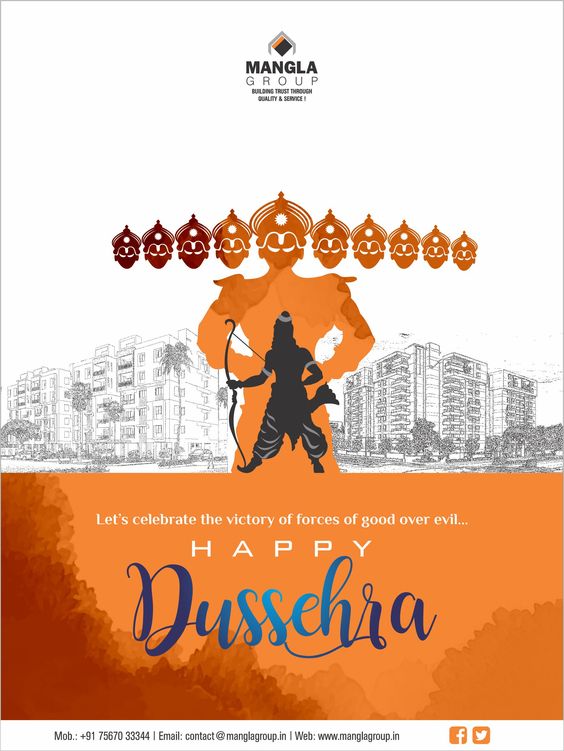 MANGLA
GROUP
BUILDING TRUST THROUGH
QUALITY & SERVICE !
Let's celebrate the victory of forces of good over evil...
HAPPY
Dussehra
Mob.: +91 75670 33344 | Email: contact @manglagroup.in | Web: www.manglagroup.in